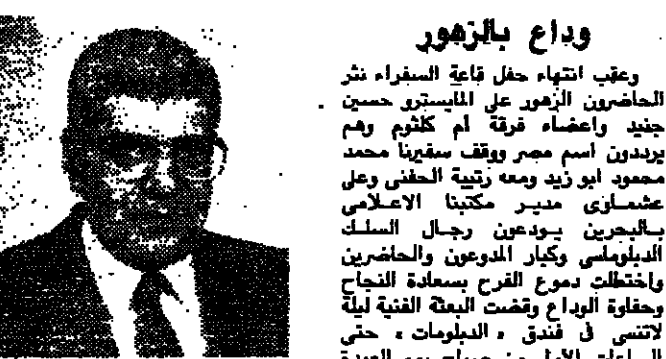 وداع بالزهور
وعقب انتهاء حفل قاعة السفراء نثر
الحاضرون الزهور على المايسترو حسين
جنيد واعضاء فرقة أم كلثوم وهم
يرددون اسم مصر ووقف سفيرنا محمد
محمود ابو زيد ومعه رتيبة الحفنى وعلى
عشماوى مدير مكتبنا الاعلامى
بالبحرين يودعون رجال السلك
الدبلوماسى وكبار المدوعون والحاضرين
واختطلت دموع الفرح بسعادة النجاح
وحفاوة الوداع وقضت البعثة الفنية ليلة
لاتنسى فى فندق « الدبلومات » حتى